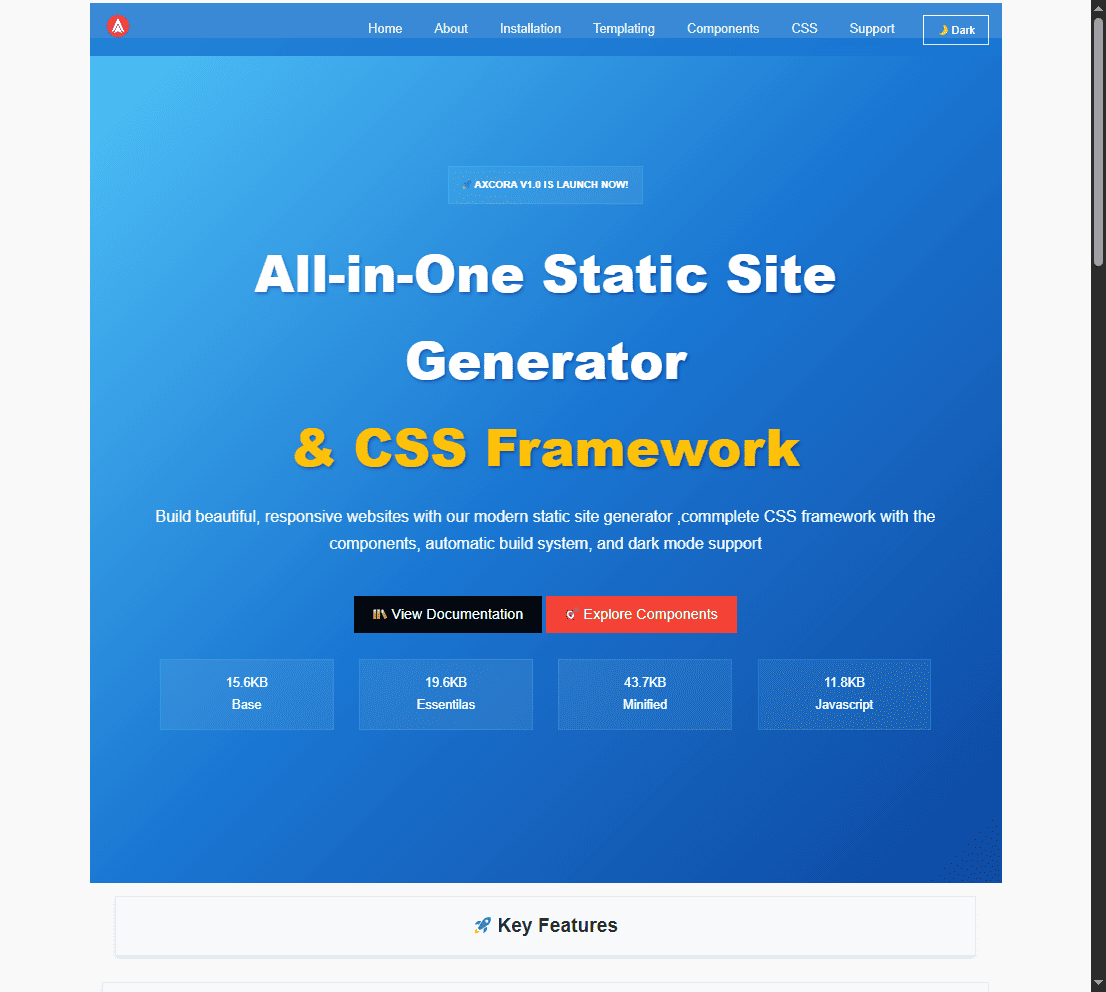 Home About Installation Templating Components CSS Support 🌙 Dark
🚀 AXCORA V1.0 IS LAUNCH NOW!
All-in-One Static Site
Generator
& CSS Framework
Build beautiful, responsive websites with our modern static site generator ,commplete CSS framework with the
components, automatic build system, and dark mode support
📚 View Documentation 🎯 Explore Components
15.6KB 19.6KB 43.7KB 11.8KB
Base Essentilas Minified Javascript
🚀 Key Features